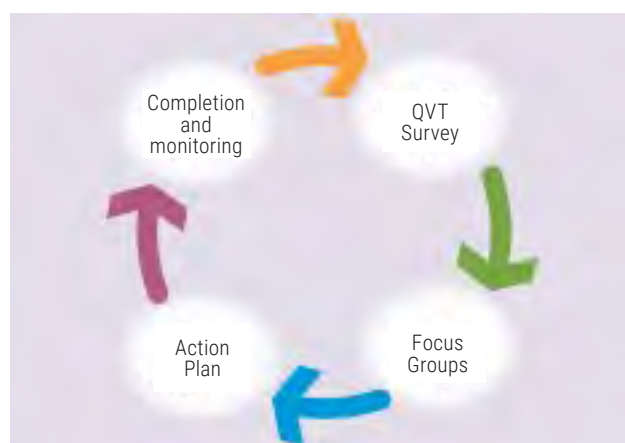 Completion
and
monitoring
QVT
Survey
Focus
Groups
Action
Plan